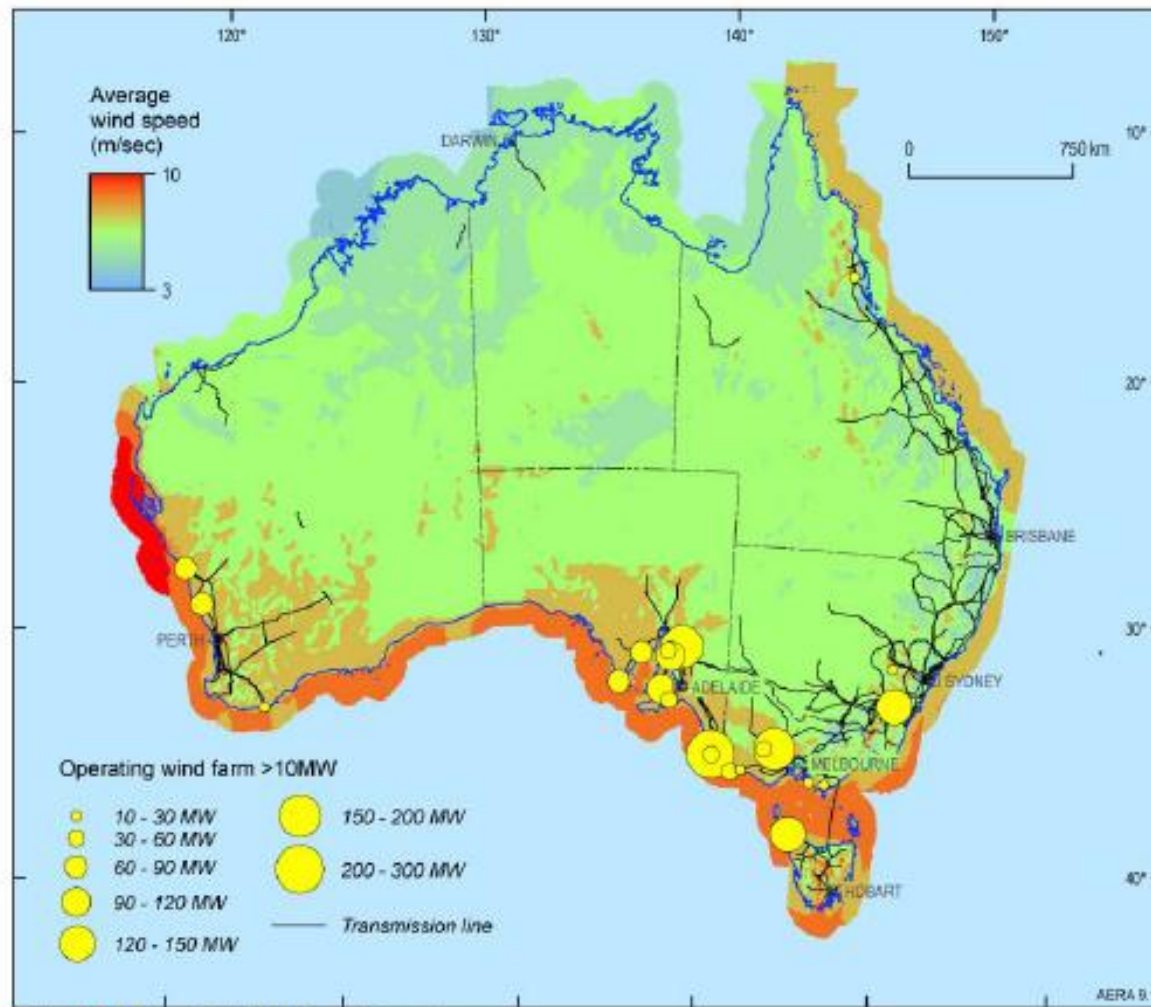 120°
130°
140°
150°
Average
wind speed
(m/sec)
10
3
DARWIN
10°
0
750 km
20°
BRISBANE
30°
PERTH
ADELAIDE
SYDNEY
MELBOURNE
Operating wind farm >10MW
10 - 30 MW
30 - 60 MW
60 - 90 MW
90 - 120 MW
120 - 150 MW
150 - 200 MW
200 - 300 MW
Transmission line
40°
HOBART
AERA 9.